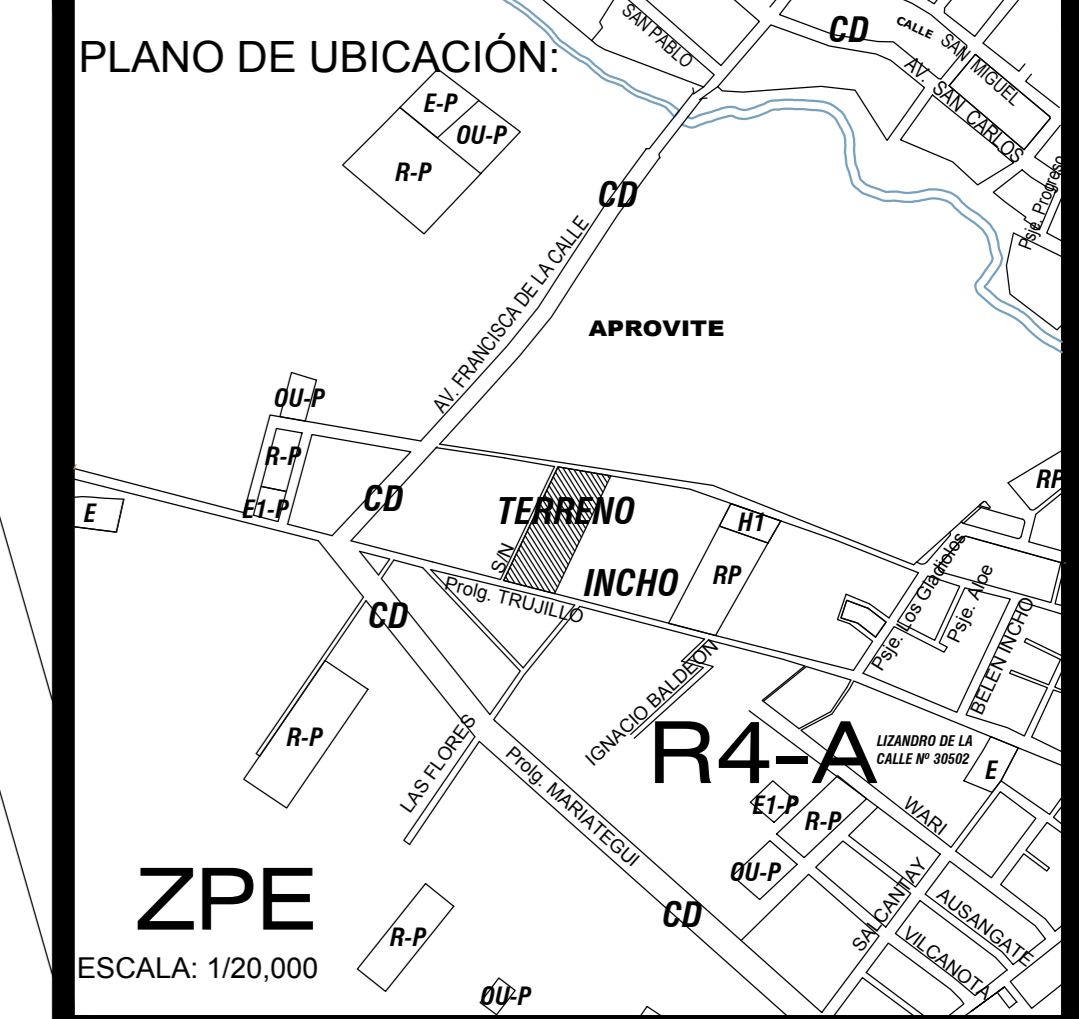 SAN PABLO
CD
CALLE
SAN MIGUEL
PLANO DE UBICACIÓN:
AV. SAN CARLOS
E-P
OU-P
R-P
CD
Psje. Progreso
AV. FRANCISCA DE LA CALLE
APROVITE
OU-P
R-P
E1-P
E
CD
TERRENO
S/N
H1
RP
RP
INCHO
Prolg. TRUJILLO
CD
Psje. Los Gladiolos
Psje. Aloe
BELEN INCHO
IGNACIO BALDEON
R-P
LAS FLORES
Prolg. MARIATEGUI
R4-A
LIZANDRO DE LA
CALLE Nº 30502
E
E1-P
R-P
WARI
OU-P
ZPE
CD
SALCANTAY
AUSANGATE
VILCANOTA
R-P
ESCALA: 1/20,000
OU-P